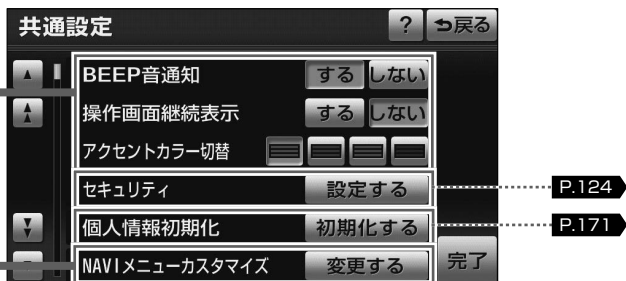 共通設定 ? 戻る
BEEP音通知 する しない
操作画面継続表示 する しない
アクセントカラー切替
セキュリティ 設定する P.124
個人情報初期化 初期化する P.171
NAVIメニューカスタマイズ 変更する 完了